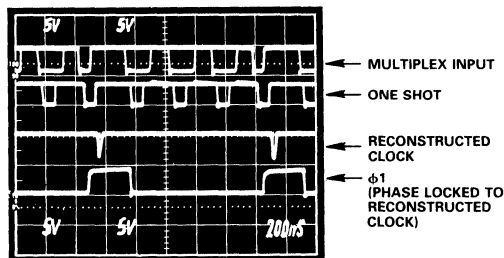 5V 5V
MULTIPLEX INPUT
ONE SHOT
RECONSTRUCTED
CLOCK
ϕ1
(PHASE LOCKED TO
RECONSTRUCTED
CLOCK)
5V 5V 200nS